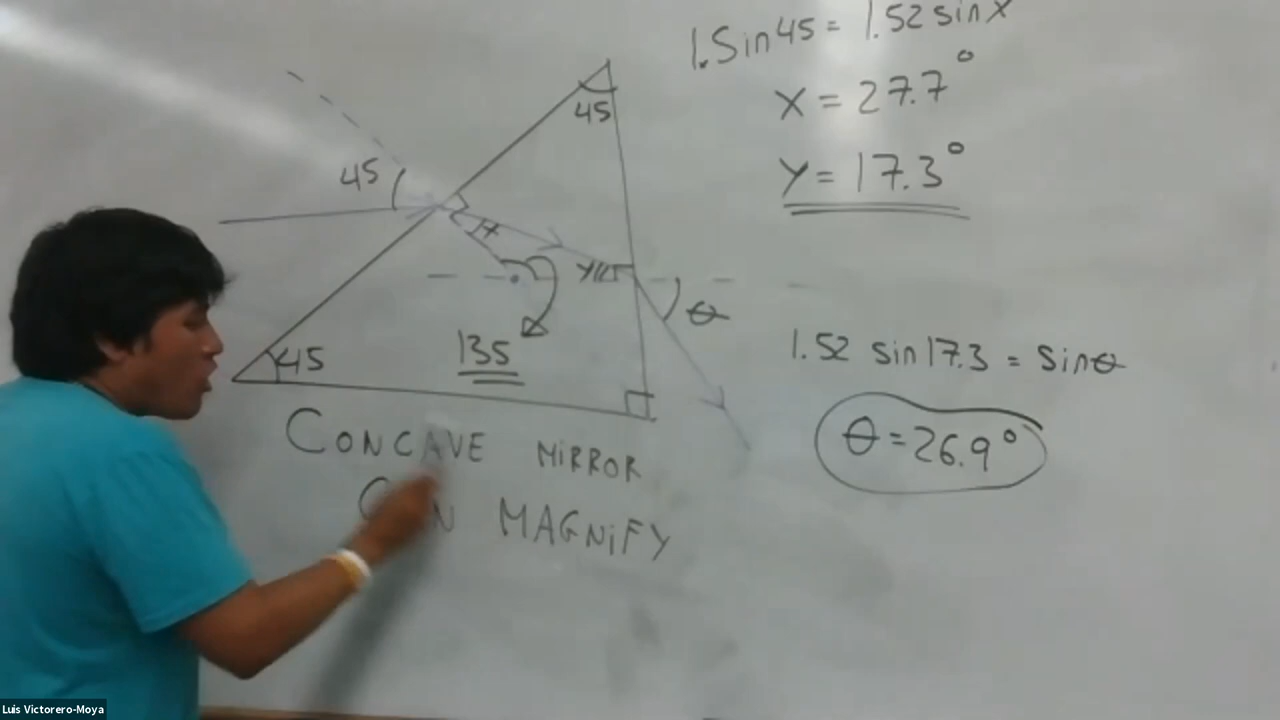 1.Sin45 = 1.52 sinx
x = 27.7°
y = 17.3°
45
45
x
y
θ
135
45
1.52 sin17.3 = sinθ
θ = 26.9°
CONCAVE MIRROR
CAN MAGNIFY
Luis Victorero-Moya